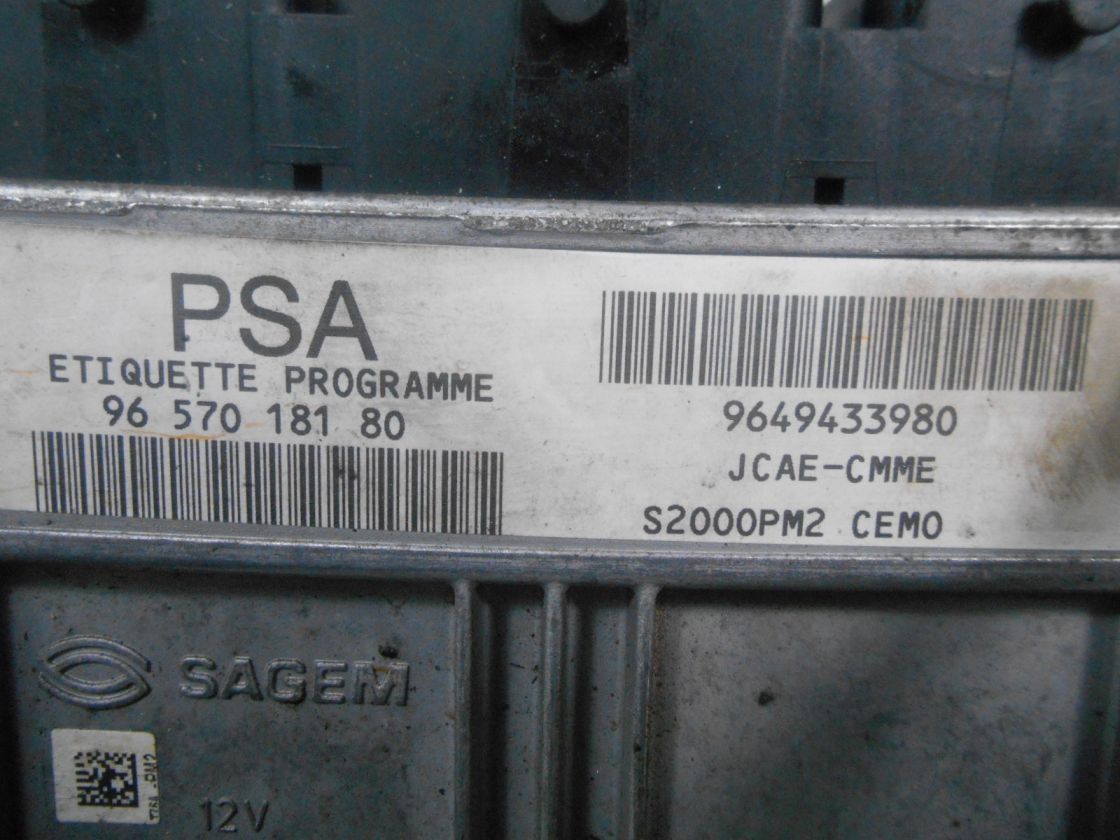 PSA
ETIQUETTE PROGRAMME
96 570 181 80
9649433980
JCAE-CMME
S2000PM2 CEMO
SAGEM
12V